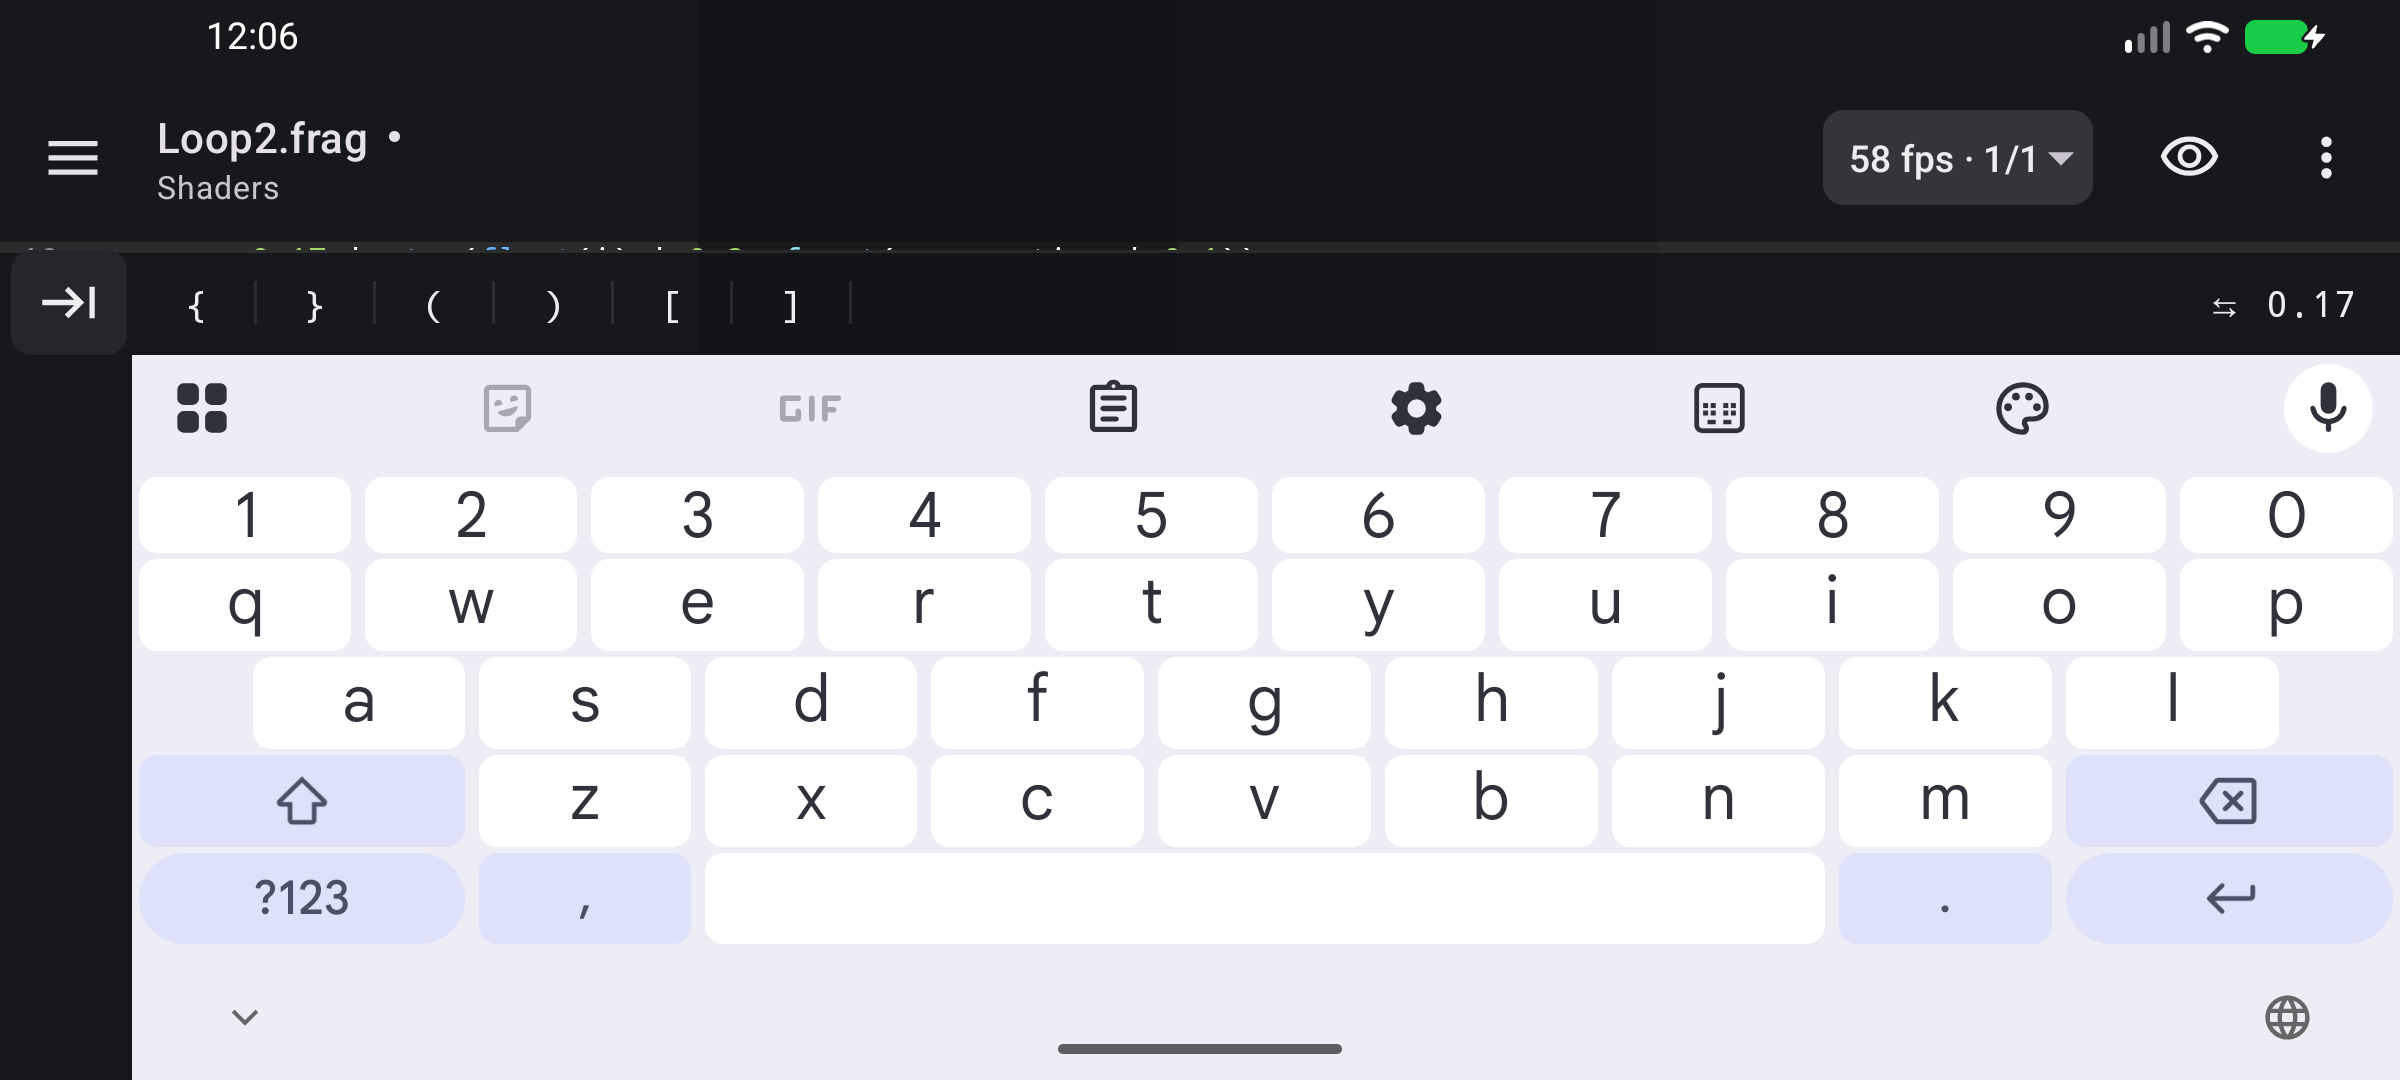 12:06
Loop2.frag •
Shaders
58 fps · 1/1
{ } ( ) [ ]
⇆ 0.17
GIF
1 2 3 4 5 6 7 8 9 0
q w e r t y u i o p
a s d f g h j k l
z x c v b n m
?123 , .